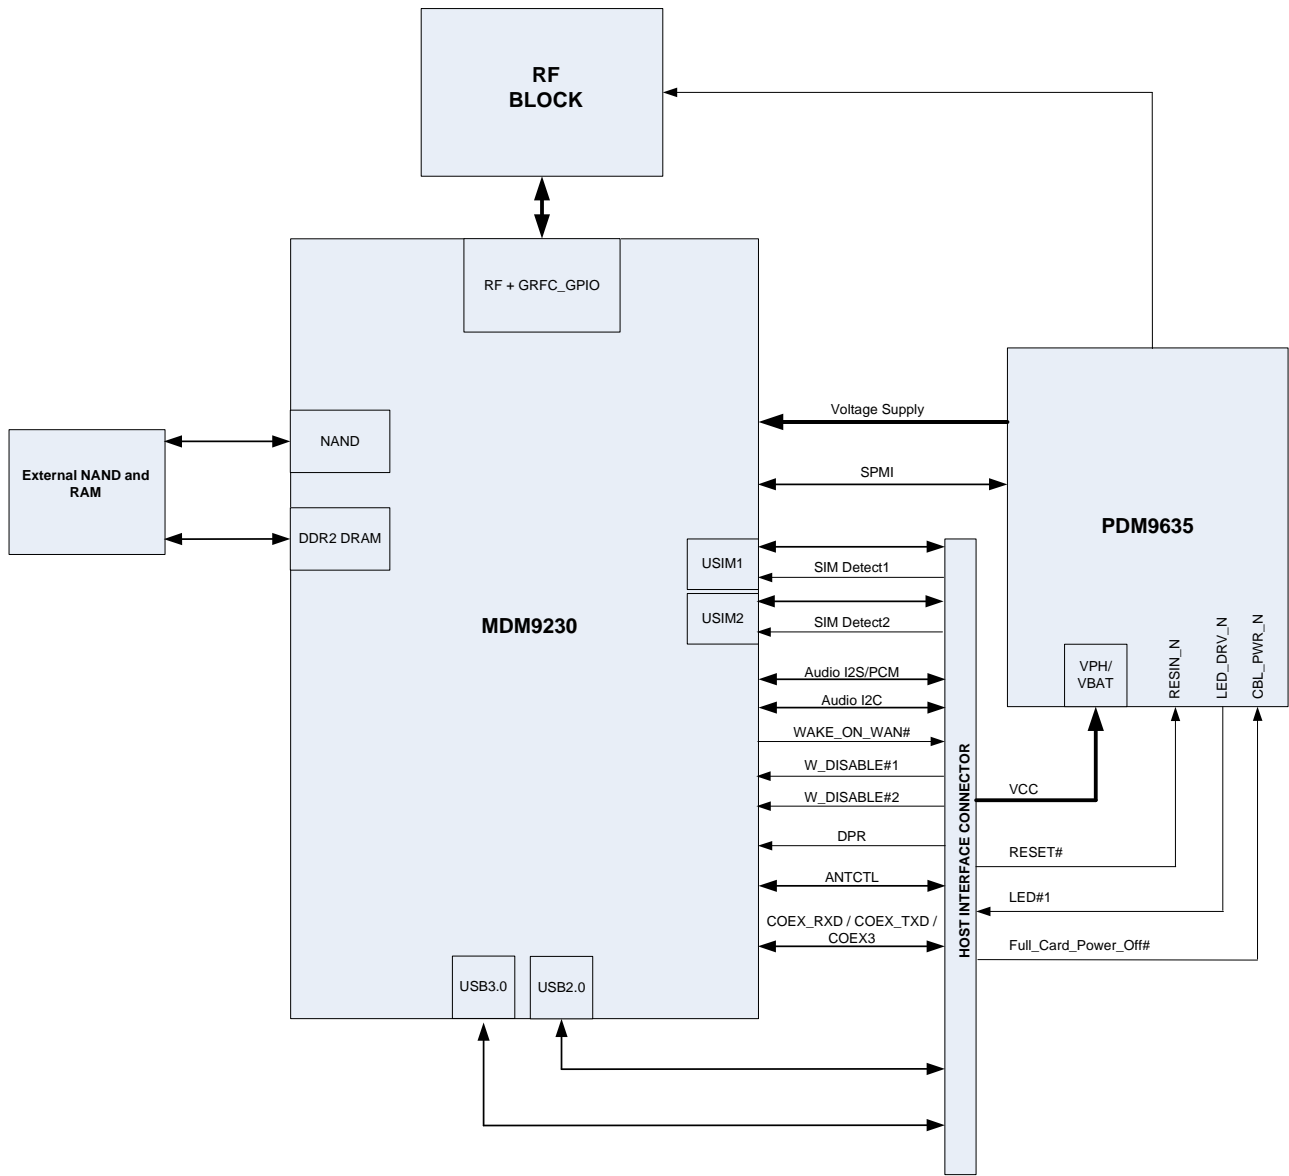 RF
BLOCK
RF + GRFC_GPIO
Voltage Supply
NAND
External NAND and
RAM
SPMI
PDM9635
DDR2 DRAM
USIM1
SIM Detect1
USIM2
SIM Detect2
MDM9230
Audio I2S/PCM
Audio I2C
WAKE_ON_WAN#
W_DISABLE#1
W_DISABLE#2
DPR
ANTCTL
COEX_RXD / COEX_TXD /
COEX3
HOST INTERFACE CONNECTOR
VPH/
VBAT
RESIN_N
LED_DRV_N
CBL_PWR_N
VCC
RESET#
LED#1
Full_Card_Power_Off#
USB3.0
USB2.0